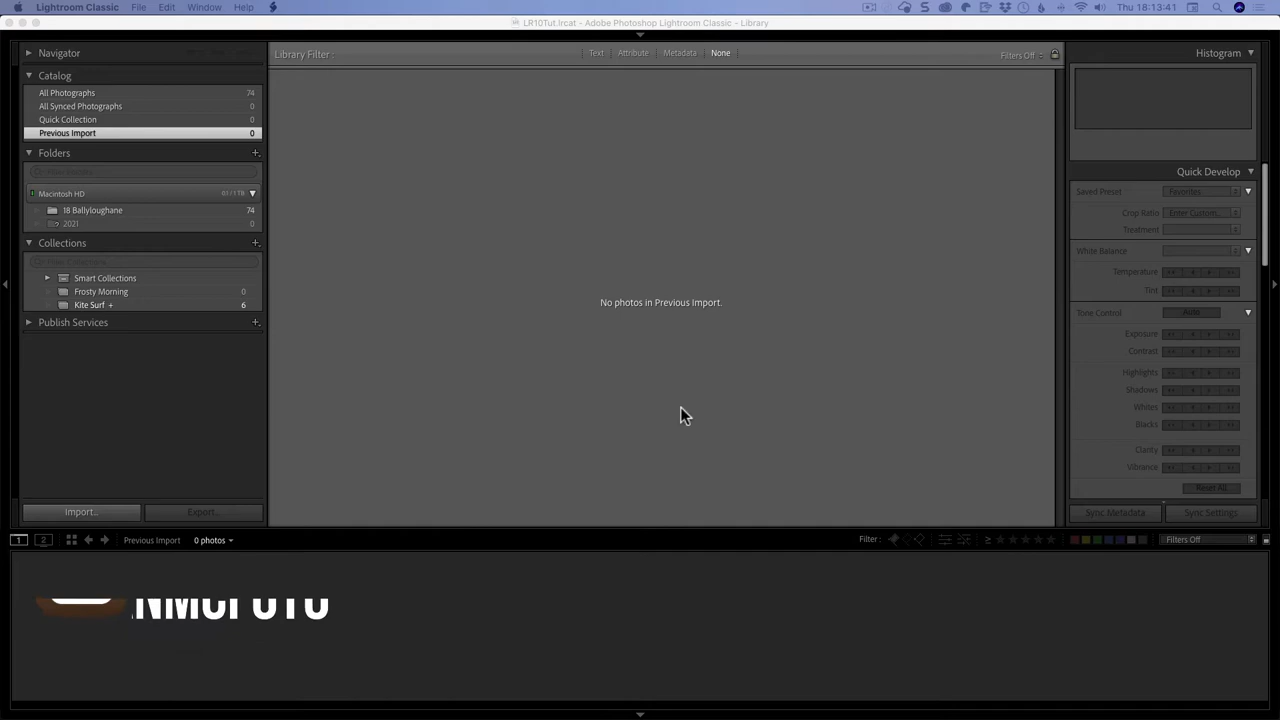 Lightroom Classic File Edit Window Help Thu 18:13:41
LR10Tut.lrcat - Adobe Photoshop Lightroom Classic - Library
Navigator
Catalog
All Photographs 74
All Synced Photographs 0
Quick Collection 0
Previous Import 0
Folders +
Macintosh HD
18 Ballyloughane 74
2021 0
Collections +
Smart Collections
Frosty Morning 0
Kite Surf + 6
Publish Services +
Import... Export...
Library Filter : Text Attribute Metadata None Filters Off
No photos in Previous Import.
Histogram
Quick Develop
Saved Preset Favorites
Crop Ratio Enter Custom...
Treatment
White Balance
Temperature
Tint
Tone Control Auto
Exposure
Contrast
Highlights
Shadows
Whites
Blacks
Clarity
Vibrance
Reset All
Sync Metadata Sync Settings
1 2 Previous Import 0 photos Filter : ≥ Filters Off